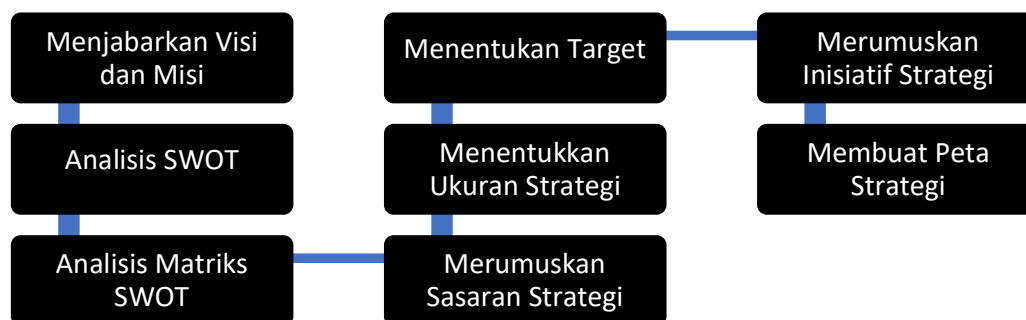 Menjabarkan Visi
dan Misi
Analisis SWOT
Analisis Matriks
SWOT
Merumuskan
Sasaran Strategi
Menentukkan
Ukuran Strategi
Menentukan Target
Merumuskan
Inisiatif Strategi
Membuat Peta
Strategi